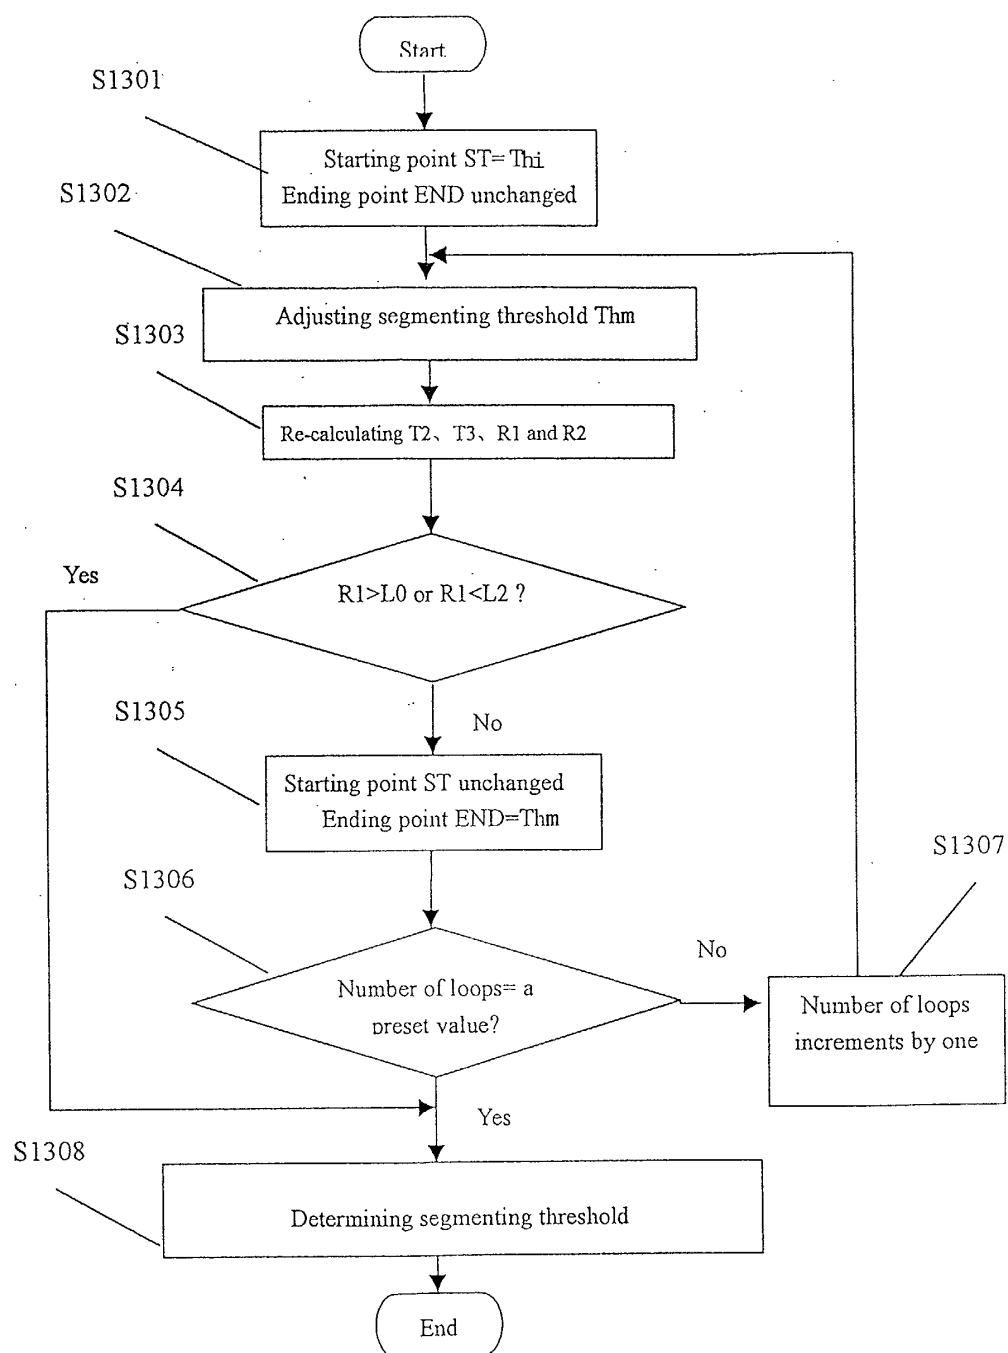 Start
S1301
Starting point ST= Thi
Ending point END unchanged
S1302
Adjusting segmenting threshold Thm
S1303
Re-calculating T2、T3、R1 and R2
S1304
Yes
R1>L0 or R1<L2 ?
S1305
No
Starting point ST unchanged
Ending point END=Thm
S1307
S1306
No
Number of loops= a
preset value?
Number of loops
increments by one
Yes
S1308
Determining segmenting threshold
End